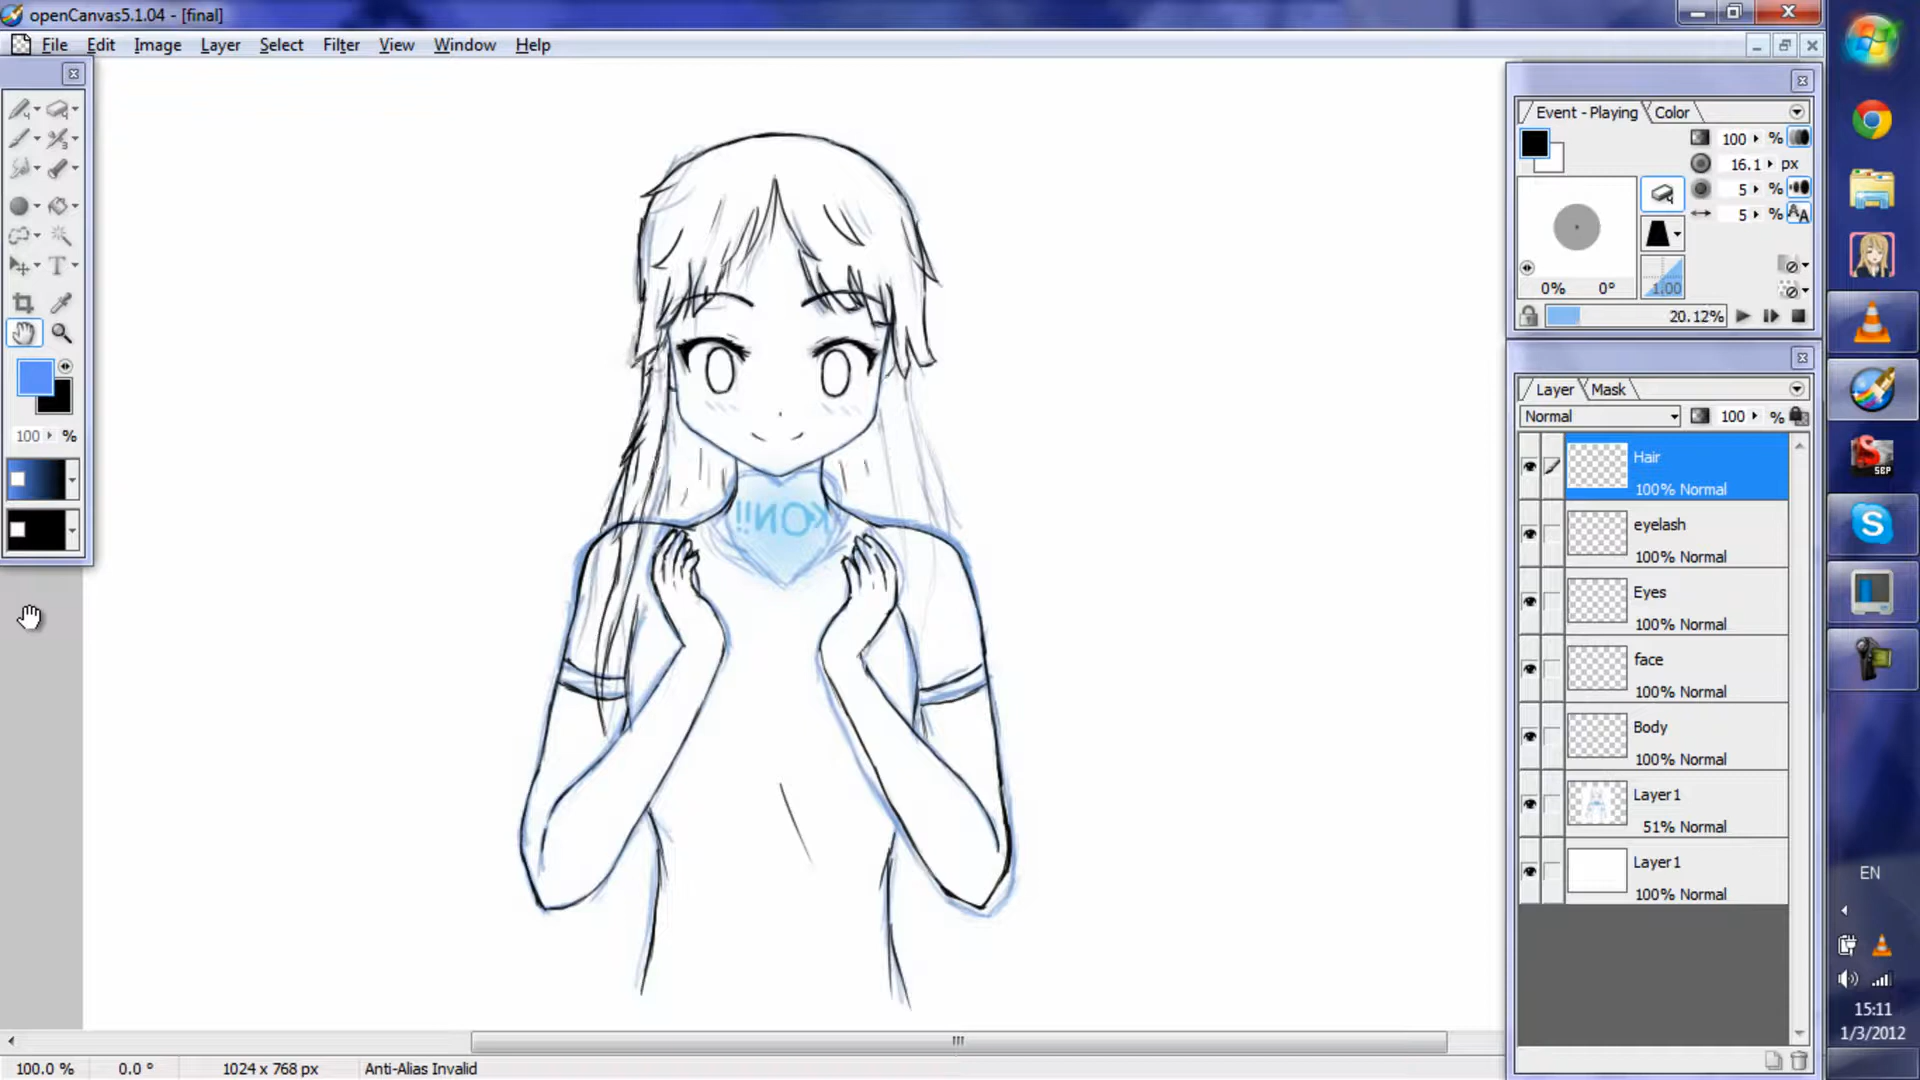 openCanvas5.1.04 - [final]
File Edit Image Layer Select Filter View Window Help
Event - Playing Color
100 %
16.1 px
5 %
5 %
0% 0° 1.00
20.12%
100 %
Layer Mask
Normal 100 %
Hair
100% Normal
eyelash
100% Normal
Eyes
100% Normal
face
100% Normal
Body
100% Normal
Layer1
51% Normal
Layer1
100% Normal
KON!!
S SCP
EN
15:11
1/3/2012
100.0 % 0.0 ° 1024 x 768 px Anti-Alias Invalid